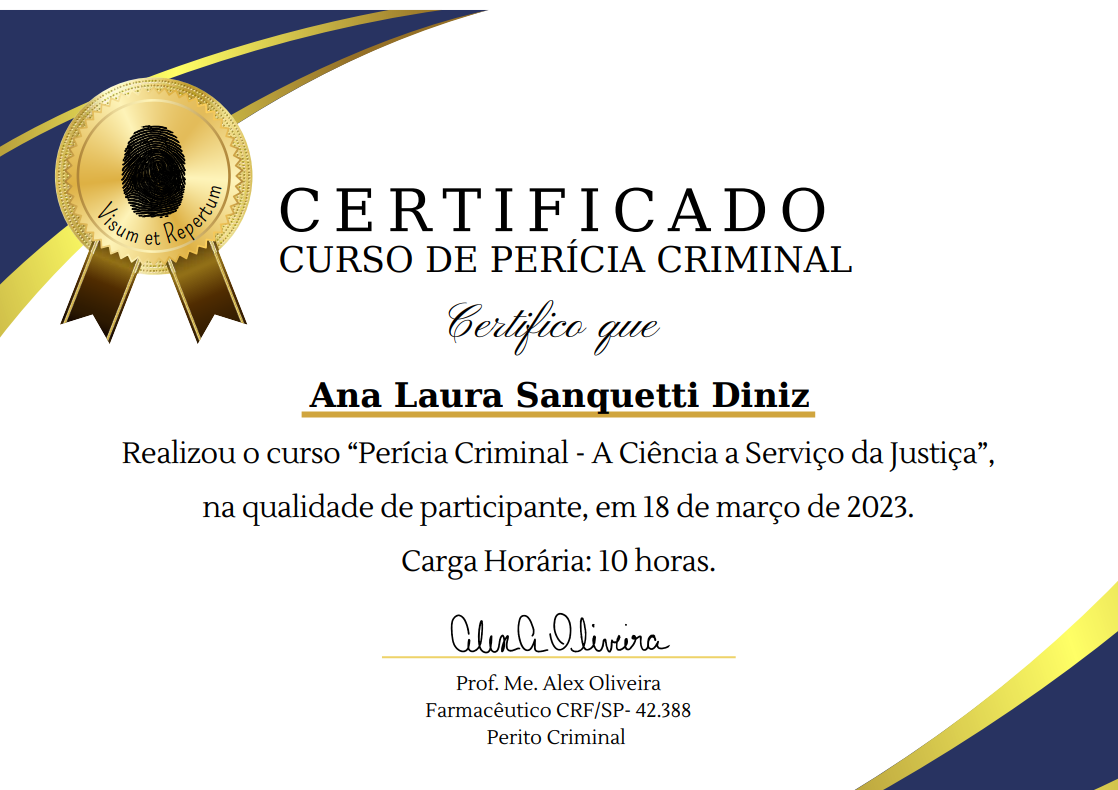 Visum et Repertum
CERTIFICADO
CURSO DE PERÍCIA CRIMINAL
Certifico que
Ana Laura Sanquetti Diniz
Realizou o curso “Perícia Criminal - A Ciência a Serviço da Justiça”,
na qualidade de participante, em 18 de março de 2023.
Carga Horária: 10 horas.
Alex A Oliveira
Prof. Me. Alex Oliveira
Farmacêutico CRF/SP- 42.388
Perito Criminal